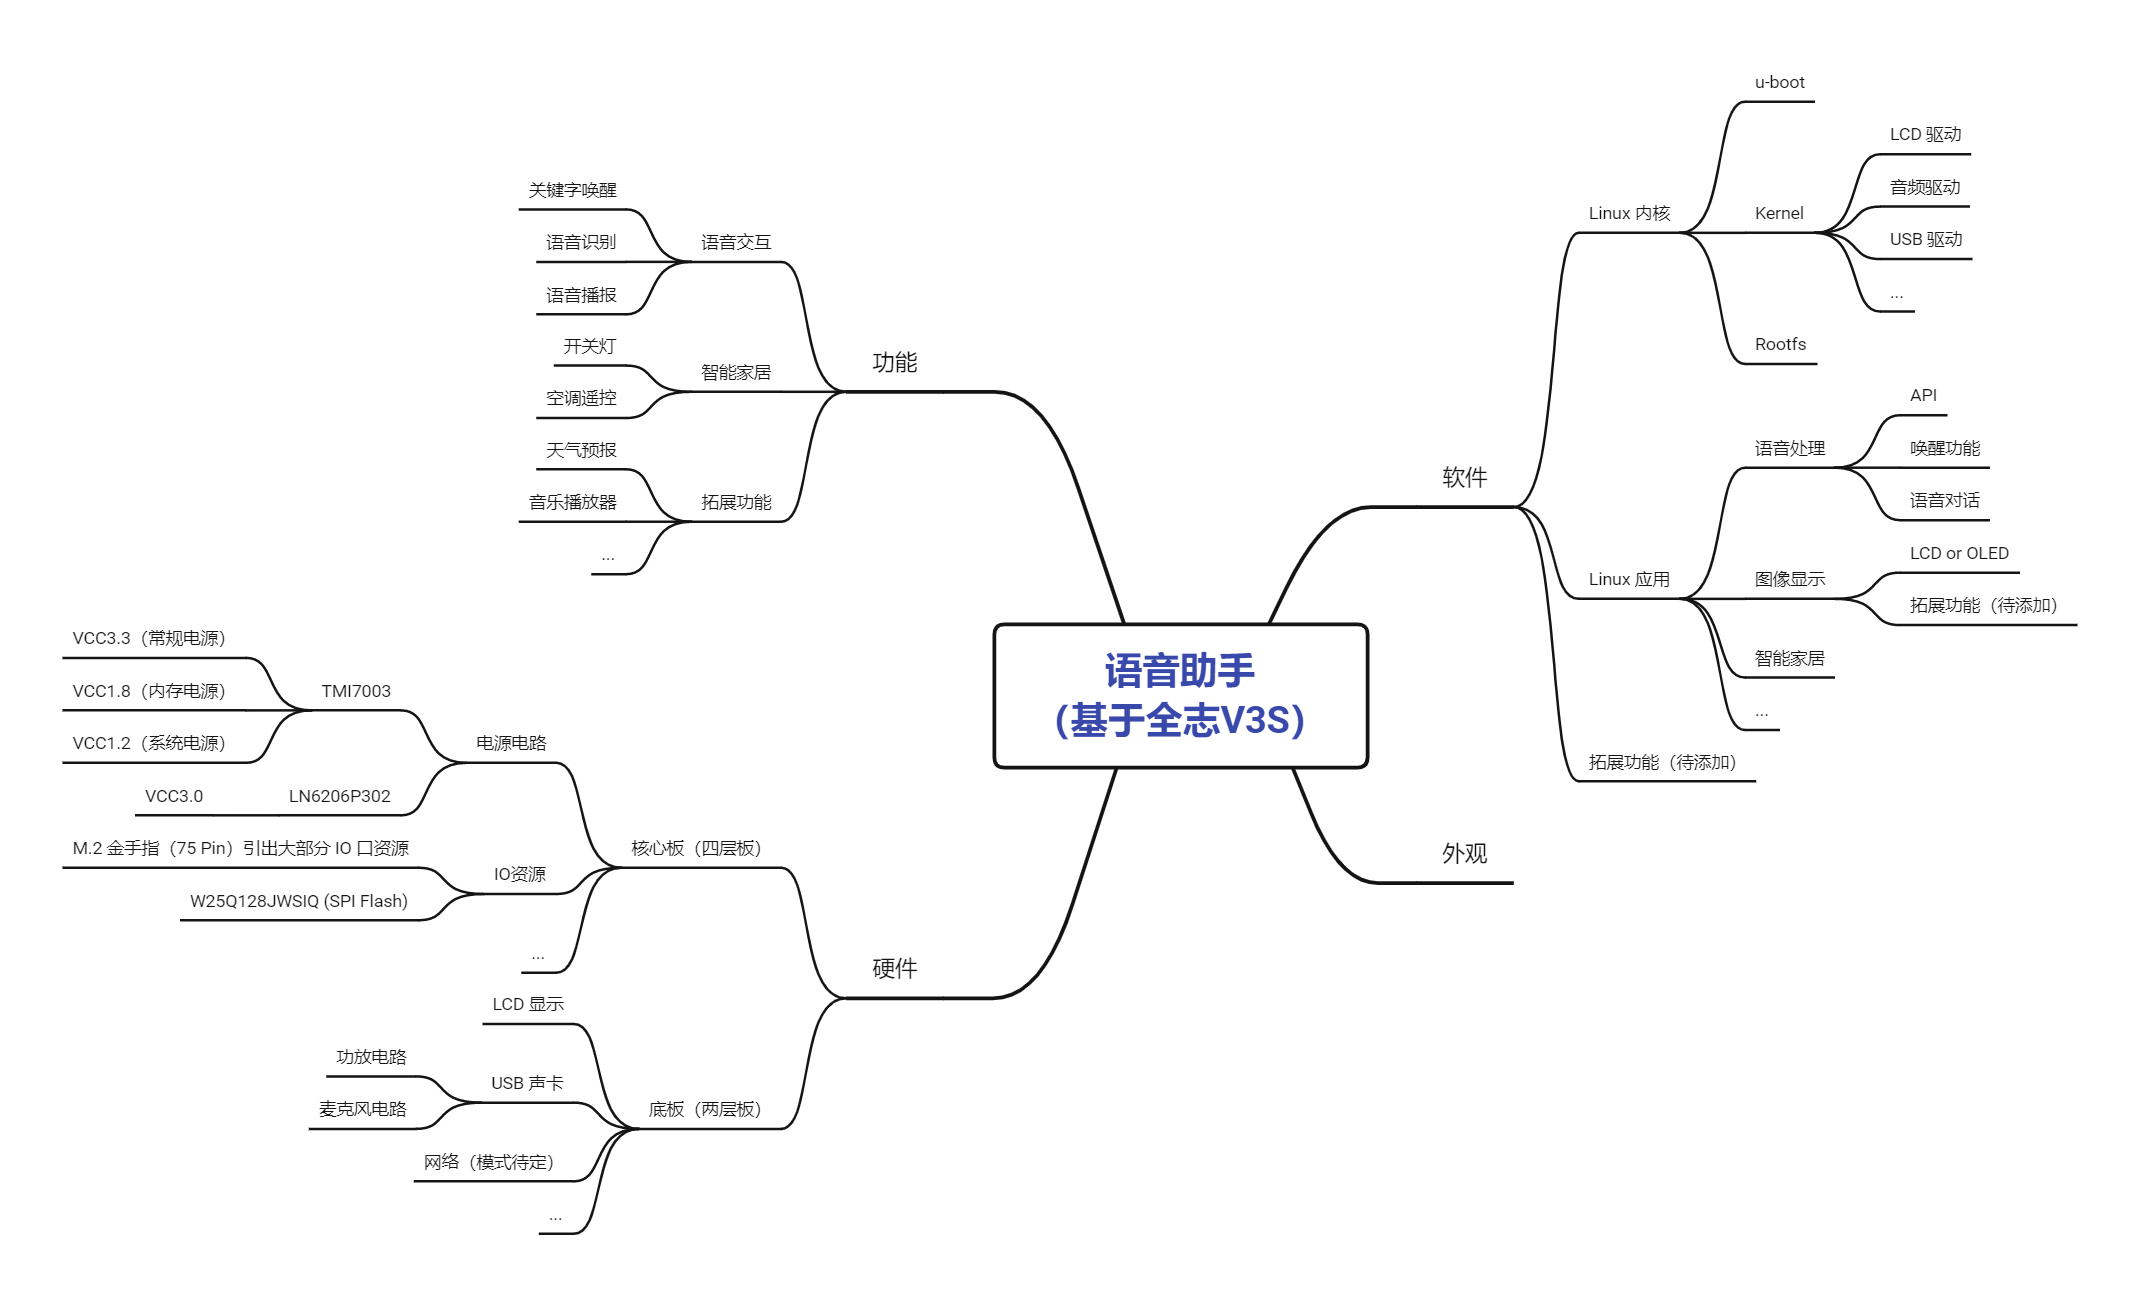 语音助手
（基于全志V3S）
功能
语音交互
关键字唤醒
语音识别
语音播报
智能家居
开关灯
空调遥控
拓展功能
天气预报
音乐播放器
...
硬件
核心板（四层板）
电源电路
TMI7003
VCC3.3（常规电源）
VCC1.8（内存电源）
VCC1.2（系统电源）
LN6206P302
VCC3.0
IO资源
M.2 金手指（75 Pin）引出大部分 IO 口资源
W25Q128JWSIQ (SPI Flash)
...
底板（两层板）
LCD 显示
USB 声卡
功放电路
麦克风电路
网络（模式待定）
...
软件
Linux 内核
u-boot
Kernel
LCD 驱动
音频驱动
USB 驱动
...
Rootfs
Linux 应用
语音处理
API
唤醒功能
语音对话
图像显示
LCD or OLED
拓展功能（待添加）
智能家居
...
拓展功能（待添加）
外观